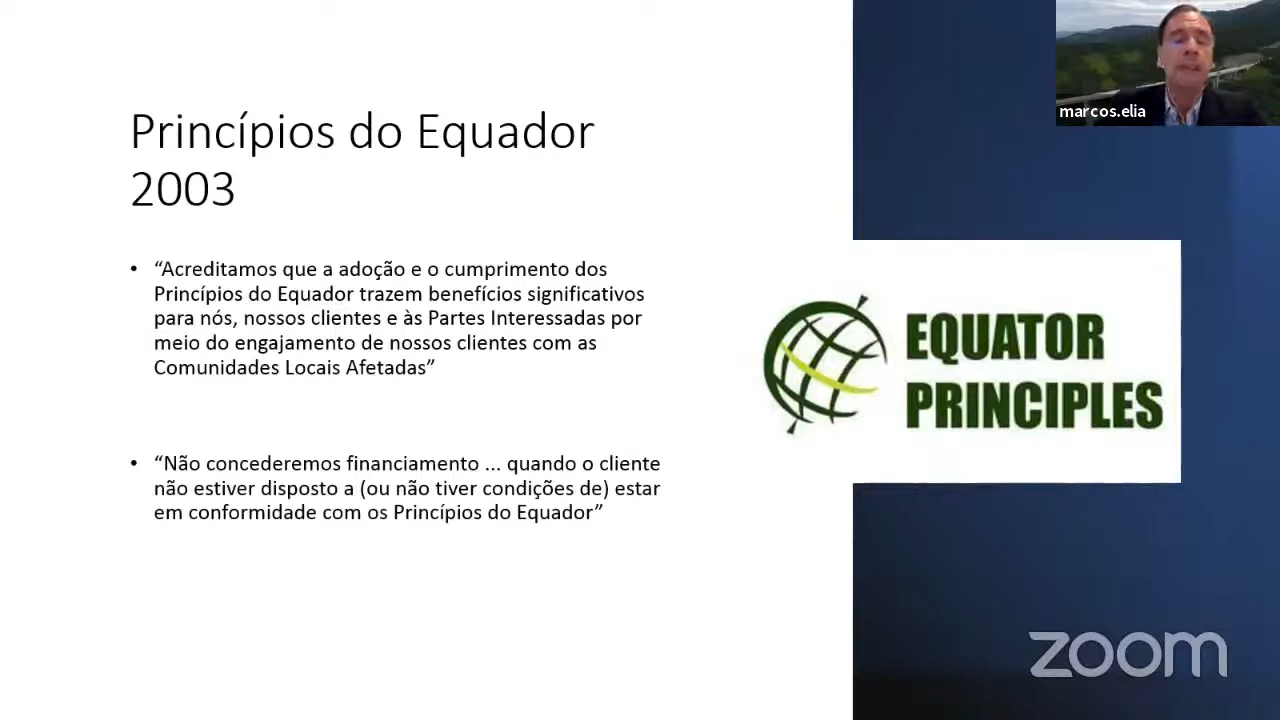 Princípios do Equador
2003
• “Acreditamos que a adoção e o cumprimento dos
Princípios do Equador trazem benefícios significativos
para nós, nossos clientes e às Partes Interessadas por
meio do engajamento de nossos clientes com as
Comunidades Locais Afetadas”
• “Não concederemos financiamento ... quando o cliente
não estiver disposto a (ou não tiver condições de) estar
em conformidade com os Princípios do Equador”
marcos.elia
EQUATOR
PRINCIPLES
zoom